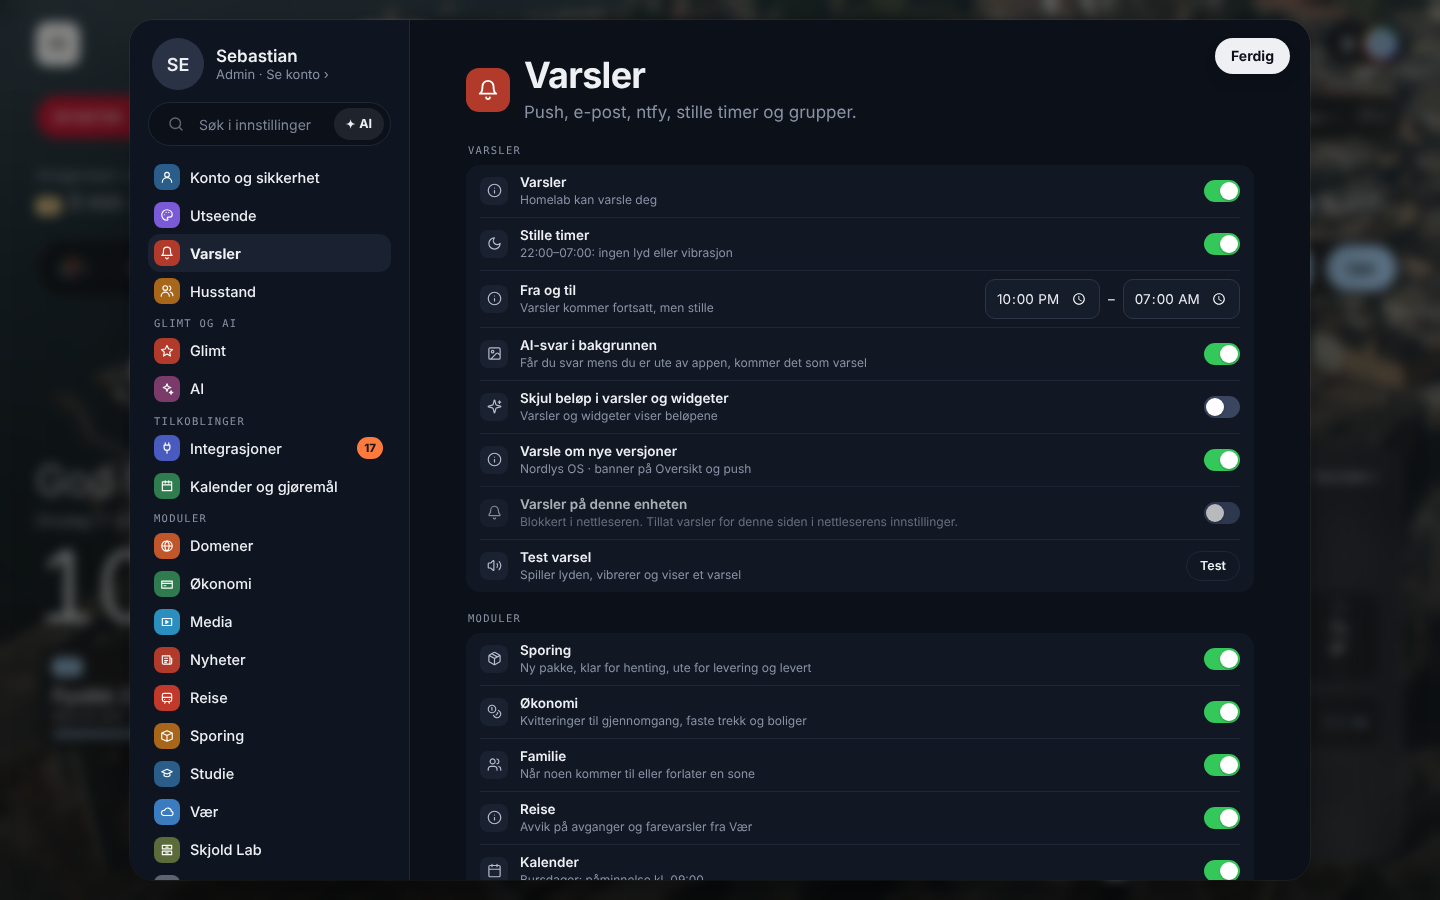 SE
Sebastian
Admin · Se konto ›
Søk i innstillinger
✦ AI
Konto og sikkerhet
Utseende
Varsler
Husstand
GLIMT OG AI
Glimt
AI
TILKOBLINGER
Integrasjoner
17
Kalender og gjøremål
MODULER
Domener
Økonomi
Media
Nyheter
Reise
Sporing
Studie
Vær
Skjold Lab
Ferdig
Varsler
Push, e-post, ntfy, stille timer og grupper.
VARSLER
Varsler
Homelab kan varsle deg
Stille timer
22:00–07:00: ingen lyd eller vibrasjon
Fra og til
Varsler kommer fortsatt, men stille
10:00 PM – 07:00 AM
AI-svar i bakgrunnen
Får du svar mens du er ute av appen, kommer det som varsel
Skjul beløp i varsler og widgeter
Varsler og widgeter viser beløpene
Varsle om nye versjoner
Nordlys OS · banner på Oversikt og push
Varsler på denne enheten
Blokkert i nettleseren. Tillat varsler for denne siden i nettleserens innstillinger.
Test varsel
Spiller lyden, vibrerer og viser et varsel
Test
MODULER
Sporing
Ny pakke, klar for henting, ute for levering og levert
Økonomi
Kvitteringer til gjennomgang, faste trekk og boliger
Familie
Når noen kommer til eller forlater en sone
Reise
Avvik på avganger og farevarsler fra Vær
Kalender
Bursdager: påminnelse kl. 09:00